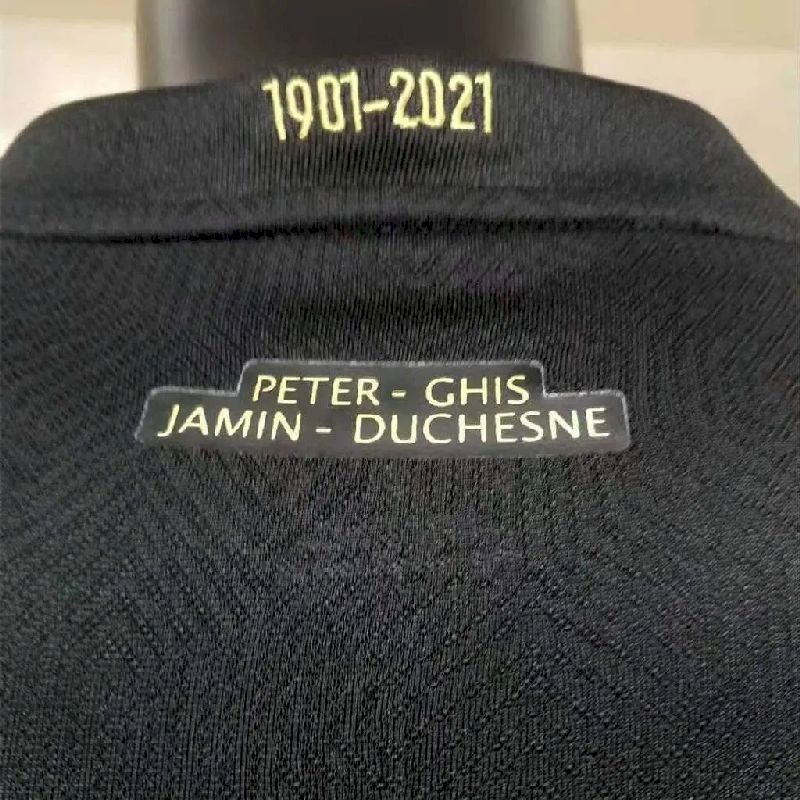 1901-2021
PETER - GHIS
JAMIN - DUCHESNE